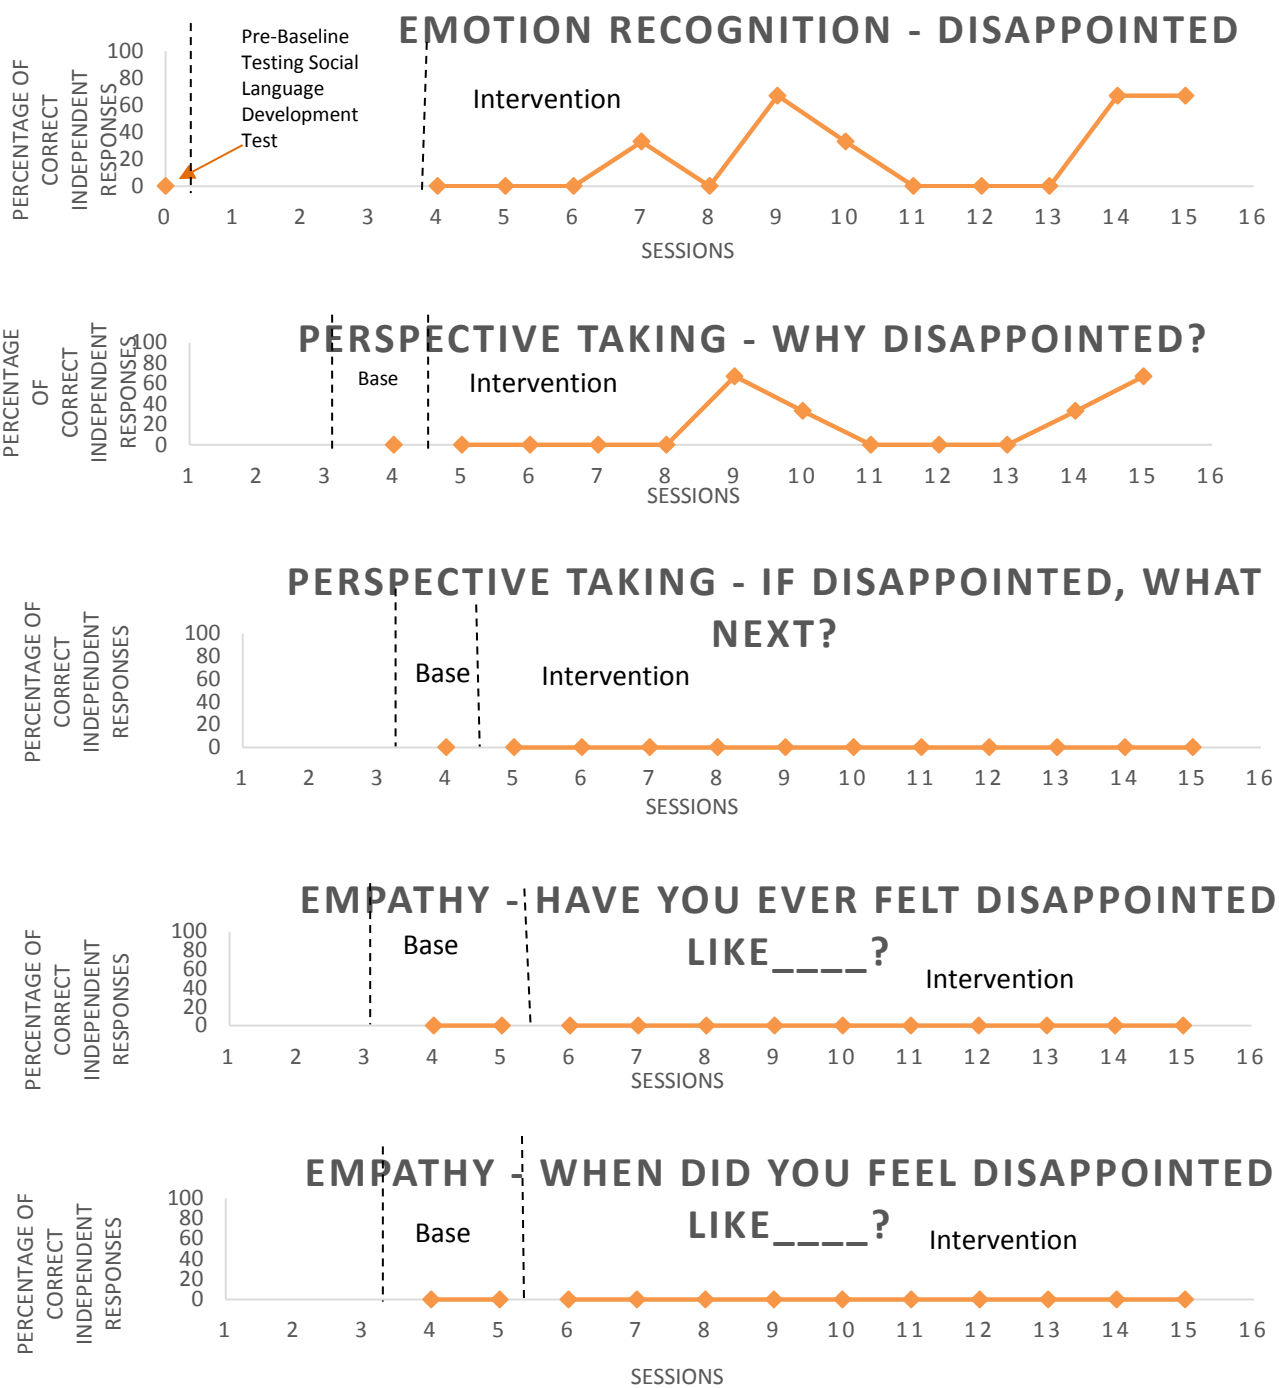 EMOTION RECOGNITION - DISAPPOINTED
Pre-Baseline
Testing Social
Language
Development
Test
Intervention
PERCENTAGE OF
CORRECT
INDEPENDENT
RESPONSES
100
80
60
40
20
0
0 1 2 3 4 5 6 7 8 9 10 11 12 13 14 15 16
SESSIONS
PERSPECTIVE TAKING - WHY DISAPPOINTED?
Base
Intervention
PERCENTAGE
OF
CORRECT
INDEPENDENT
RESPONSES
100
80
60
40
20
0
1 2 3 4 5 6 7 8 9 10 11 12 13 14 15 16
SESSIONS
PERSPECTIVE TAKING - IF DISAPPOINTED, WHAT
NEXT?
Base
Intervention
PERCENTAGE OF
CORRECT
INDEPENDENT
RESPONSES
100
80
60
40
20
0
1 2 3 4 5 6 7 8 9 10 11 12 13 14 15 16
SESSIONS
EMPATHY - HAVE YOU EVER FELT DISAPPOINTED
LIKE____?
Base
Intervention
PERCENTAGE OF
CORRECT
INDEPENDENT
RESPONSES
100
80
60
40
20
0
1 2 3 4 5 6 7 8 9 10 11 12 13 14 15 16
SESSIONS
EMPATHY - WHEN DID YOU FEEL DISAPPOINTED
LIKE____?
Base
Intervention
PERCENTAGE OF
CORRECT
INDEPENDENT
RESPONSES
100
80
60
40
20
0
1 2 3 4 5 6 7 8 9 10 11 12 13 14 15 16
SESSIONS